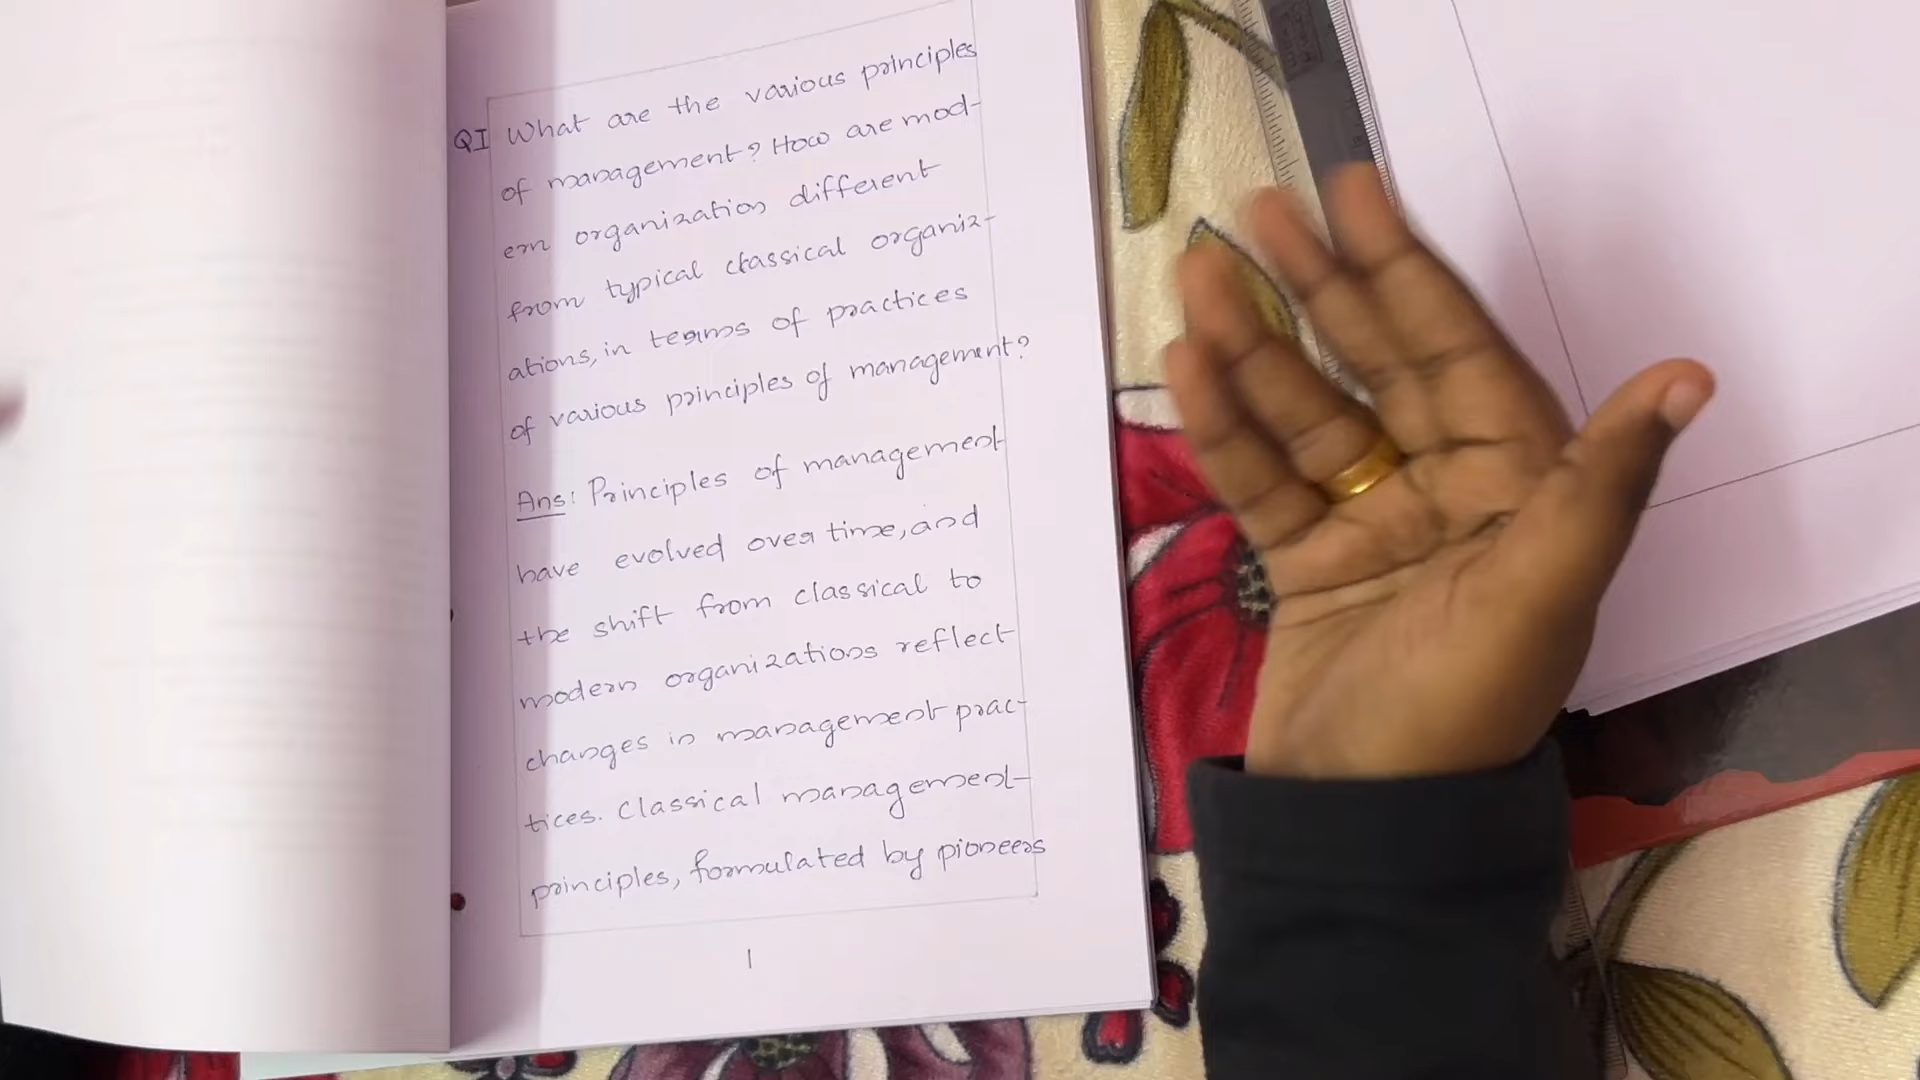 QI What are the various principles
of management? How are mod-
ern organization different
from typical classical organiz-
ations, in terms of practices
of various principles of management?
Ans: Principles of management
have evolved over time, and
the shift from classical to
modern organizations reflect
changes in management prac-
tices. Classical management
principles, formulated by pioneers
1